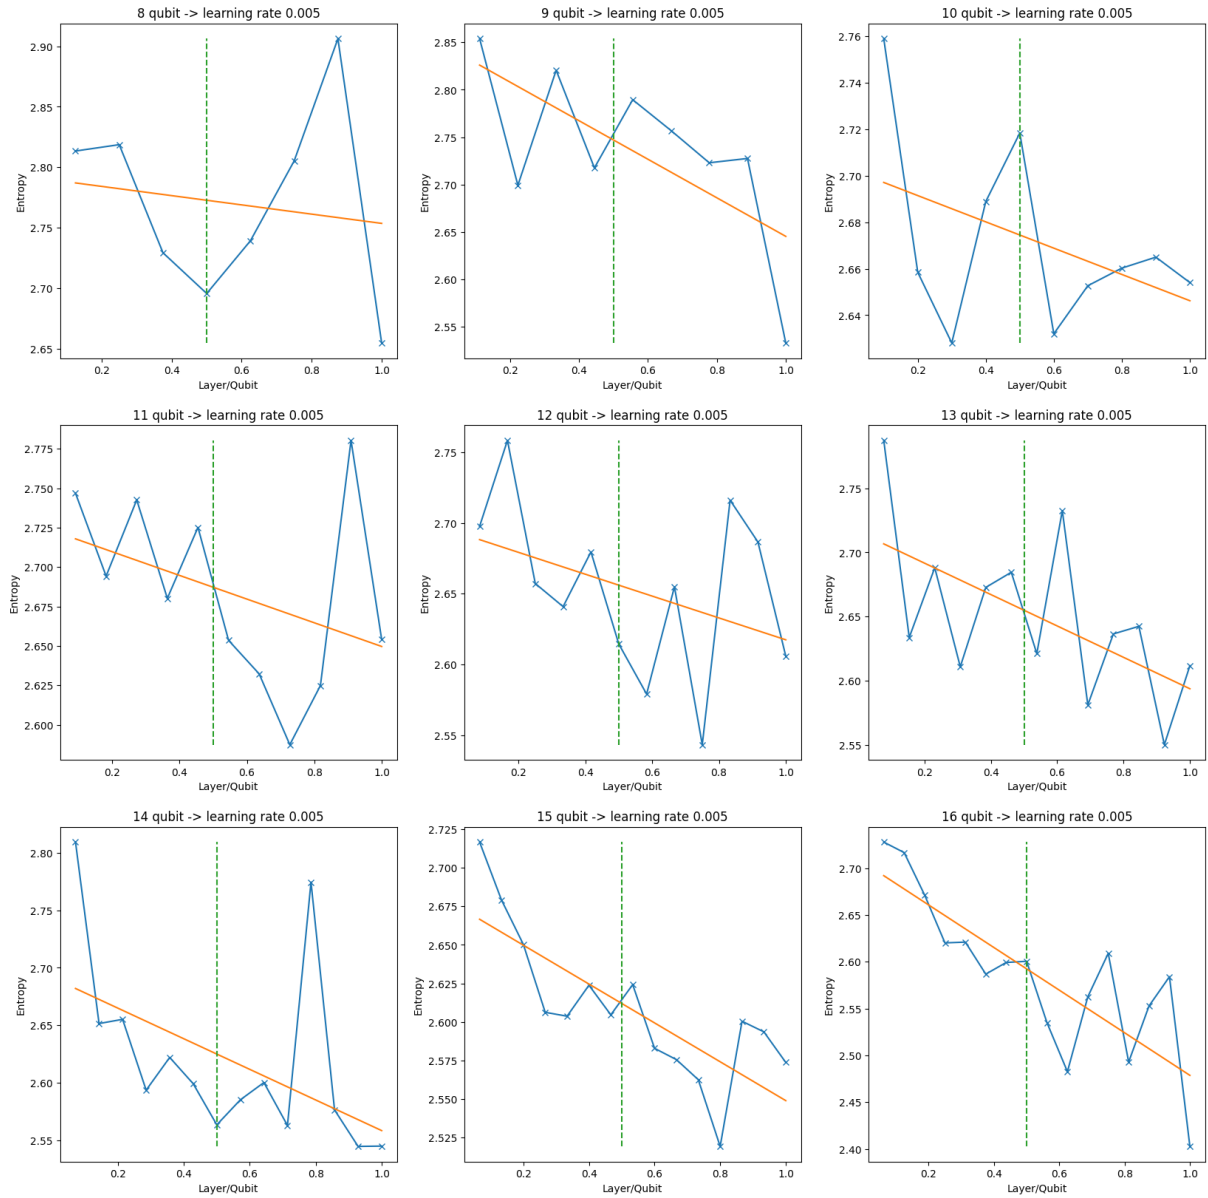 8 qubit -> learning rate 0.005
9 qubit -> learning rate 0.005
10 qubit -> learning rate 0.005
Entropy
2.90
2.85
2.80
2.75
2.70
2.65
0.2 0.4 0.6 0.8 1.0
Layer/Qubit
Entropy
2.85
2.80
2.75
2.70
2.65
2.60
2.55
0.2 0.4 0.6 0.8 1.0
Layer/Qubit
Entropy
2.76
2.74
2.72
2.70
2.68
2.66
2.64
0.2 0.4 0.6 0.8 1.0
Layer/Qubit
11 qubit -> learning rate 0.005
12 qubit -> learning rate 0.005
13 qubit -> learning rate 0.005
Entropy
2.775
2.750
2.725
2.700
2.675
2.650
2.625
2.600
0.2 0.4 0.6 0.8 1.0
Layer/Qubit
Entropy
2.75
2.70
2.65
2.60
2.55
0.2 0.4 0.6 0.8 1.0
Layer/Qubit
Entropy
2.75
2.70
2.65
2.60
2.55
0.2 0.4 0.6 0.8 1.0
Layer/Qubit
14 qubit -> learning rate 0.005
15 qubit -> learning rate 0.005
16 qubit -> learning rate 0.005
Entropy
2.80
2.75
2.70
2.65
2.60
2.55
0.2 0.4 0.6 0.8 1.0
Layer/Qubit
Entropy
2.725
2.700
2.675
2.650
2.625
2.600
2.575
2.550
2.525
0.2 0.4 0.6 0.8 1.0
Layer/Qubit
Entropy
2.70
2.65
2.60
2.55
2.50
2.45
2.40
0.2 0.4 0.6 0.8 1.0
Layer/Qubit